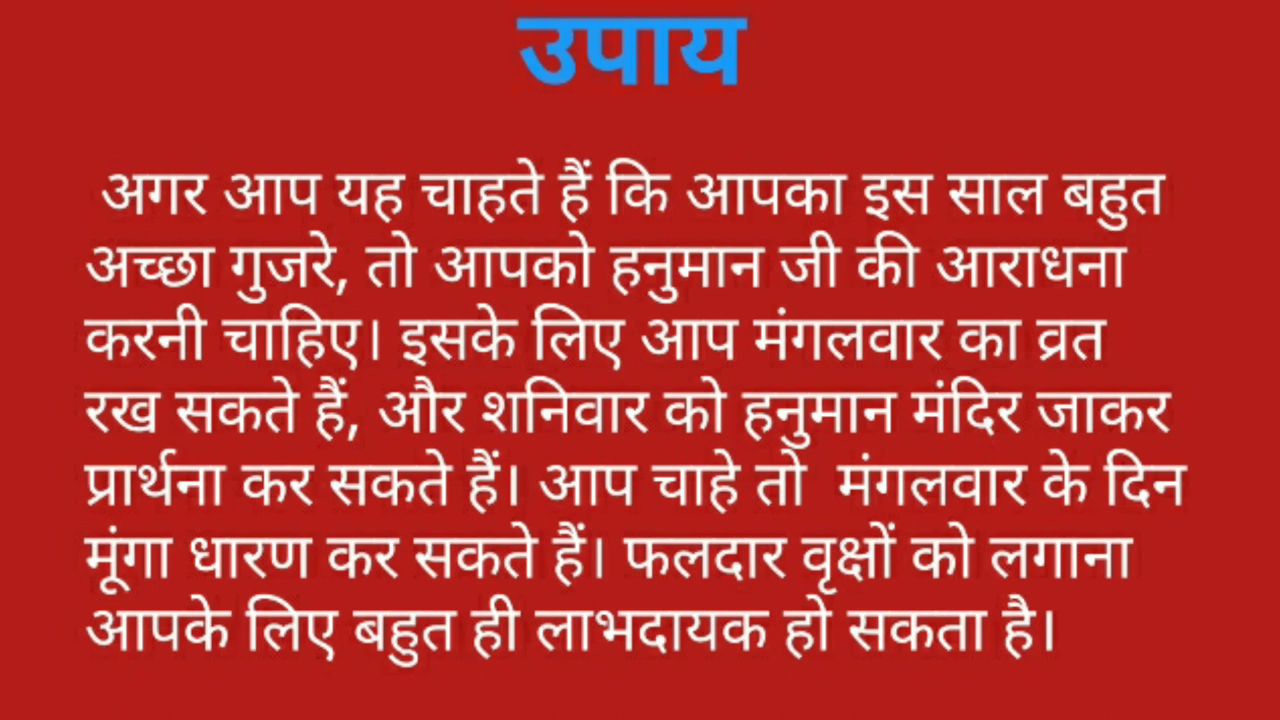 उपाय
अगर आप यह चाहते हैं कि आपका इस साल बहुत
अच्छा गुजरे, तो आपको हनुमान जी की आराधना
करनी चाहिए। इसके लिए आप मंगलवार का व्रत
रख सकते हैं, और शनिवार को हनुमान मंदिर जाकर
प्रार्थना कर सकते हैं। आप चाहे तो मंगलवार के दिन
मूंगा धारण कर सकते हैं। फलदार वृक्षों को लगाना
आपके लिए बहुत ही लाभदायक हो सकता है।